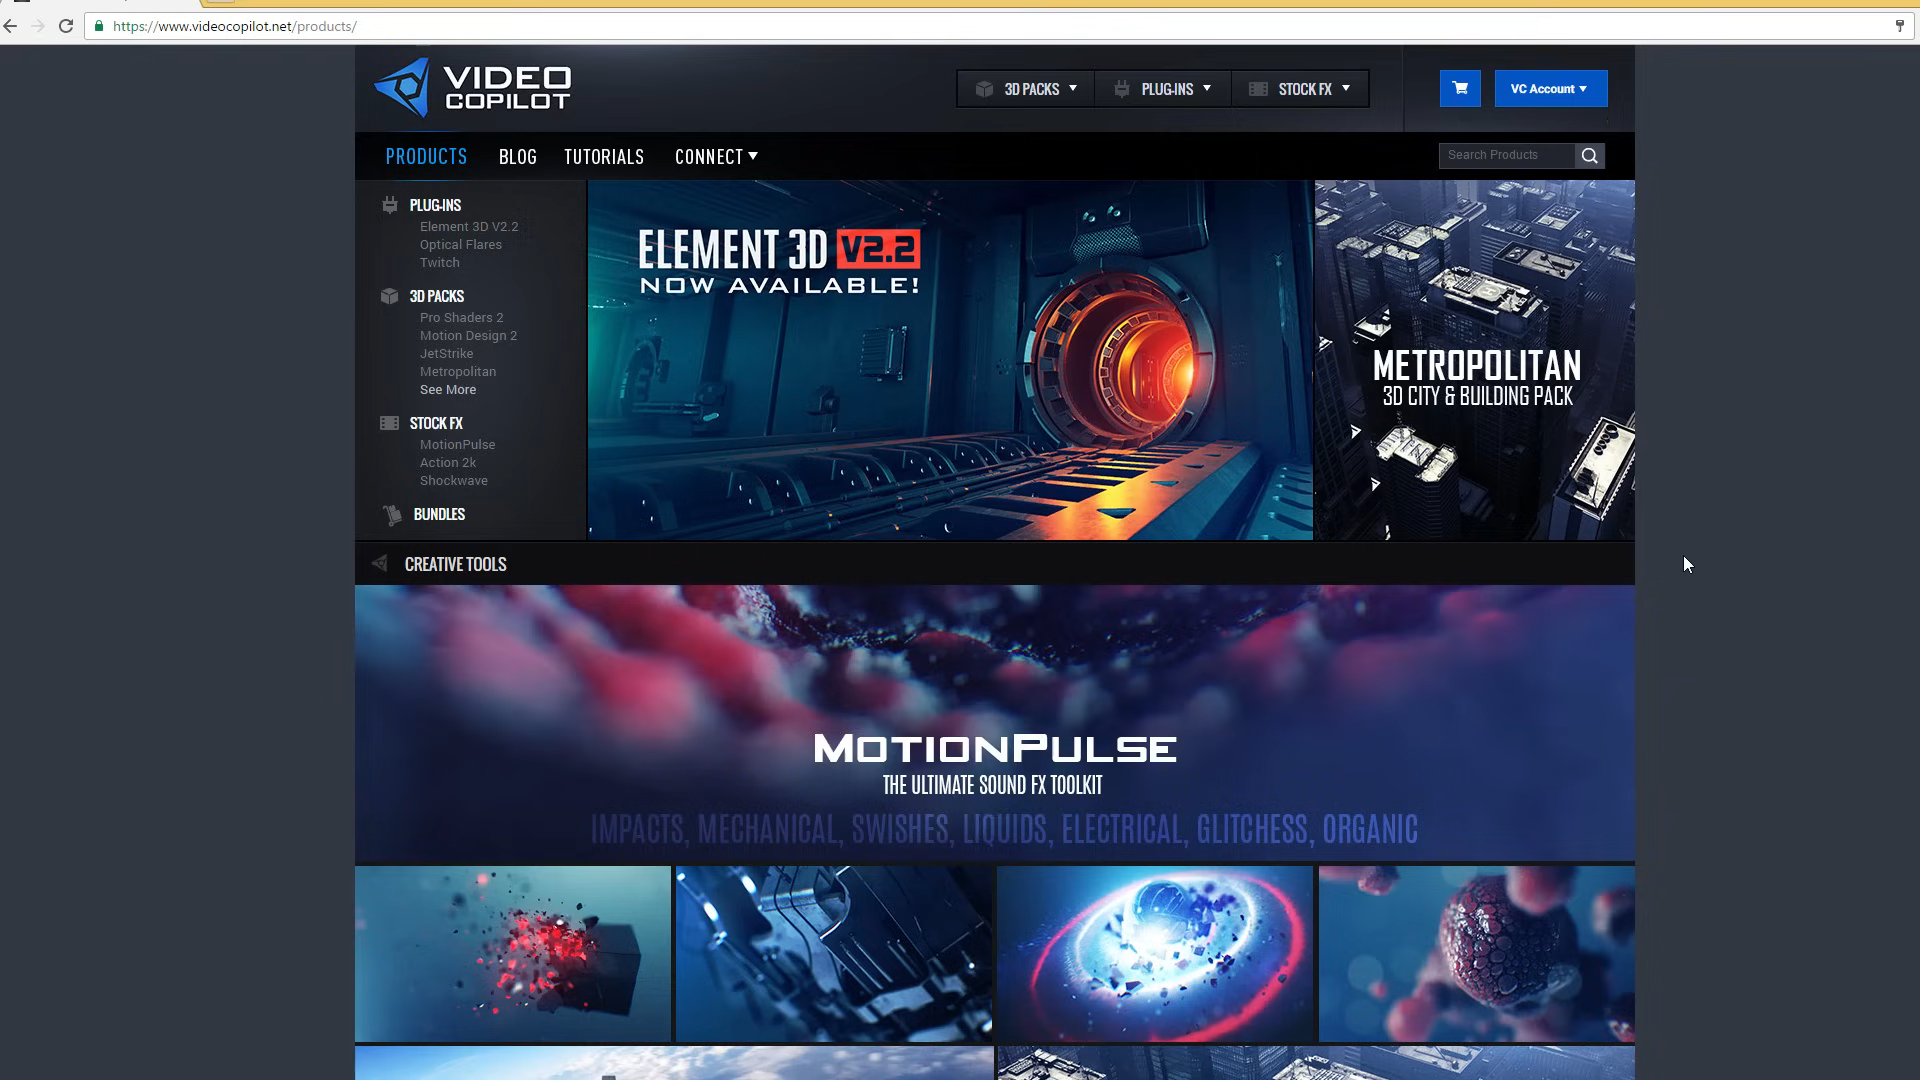 https://www.videocopilot.net/products/
VIDEO
COPILOT
3D PACKS
PLUG-INS
STOCK FX
VC Account
PRODUCTS
BLOG
TUTORIALS
CONNECT
Search Products
PLUG-INS
Element 3D V2.2
Optical Flares
Twitch
3D PACKS
Pro Shaders 2
Motion Design 2
JetStrike
Metropolitan
See More
STOCK FX
MotionPulse
Action 2k
Shockwave
BUNDLES
ELEMENT 3D V2.2
NOW AVAILABLE!
METROPOLITAN
3D CITY & BUILDING PACK
CREATIVE TOOLS
MOTIONPULSE
THE ULTIMATE SOUND FX TOOLKIT
IMPACTS, MECHANICAL, SWISHES, LIQUIDS, ELECTRICAL, GLITCHESS, ORGANIC